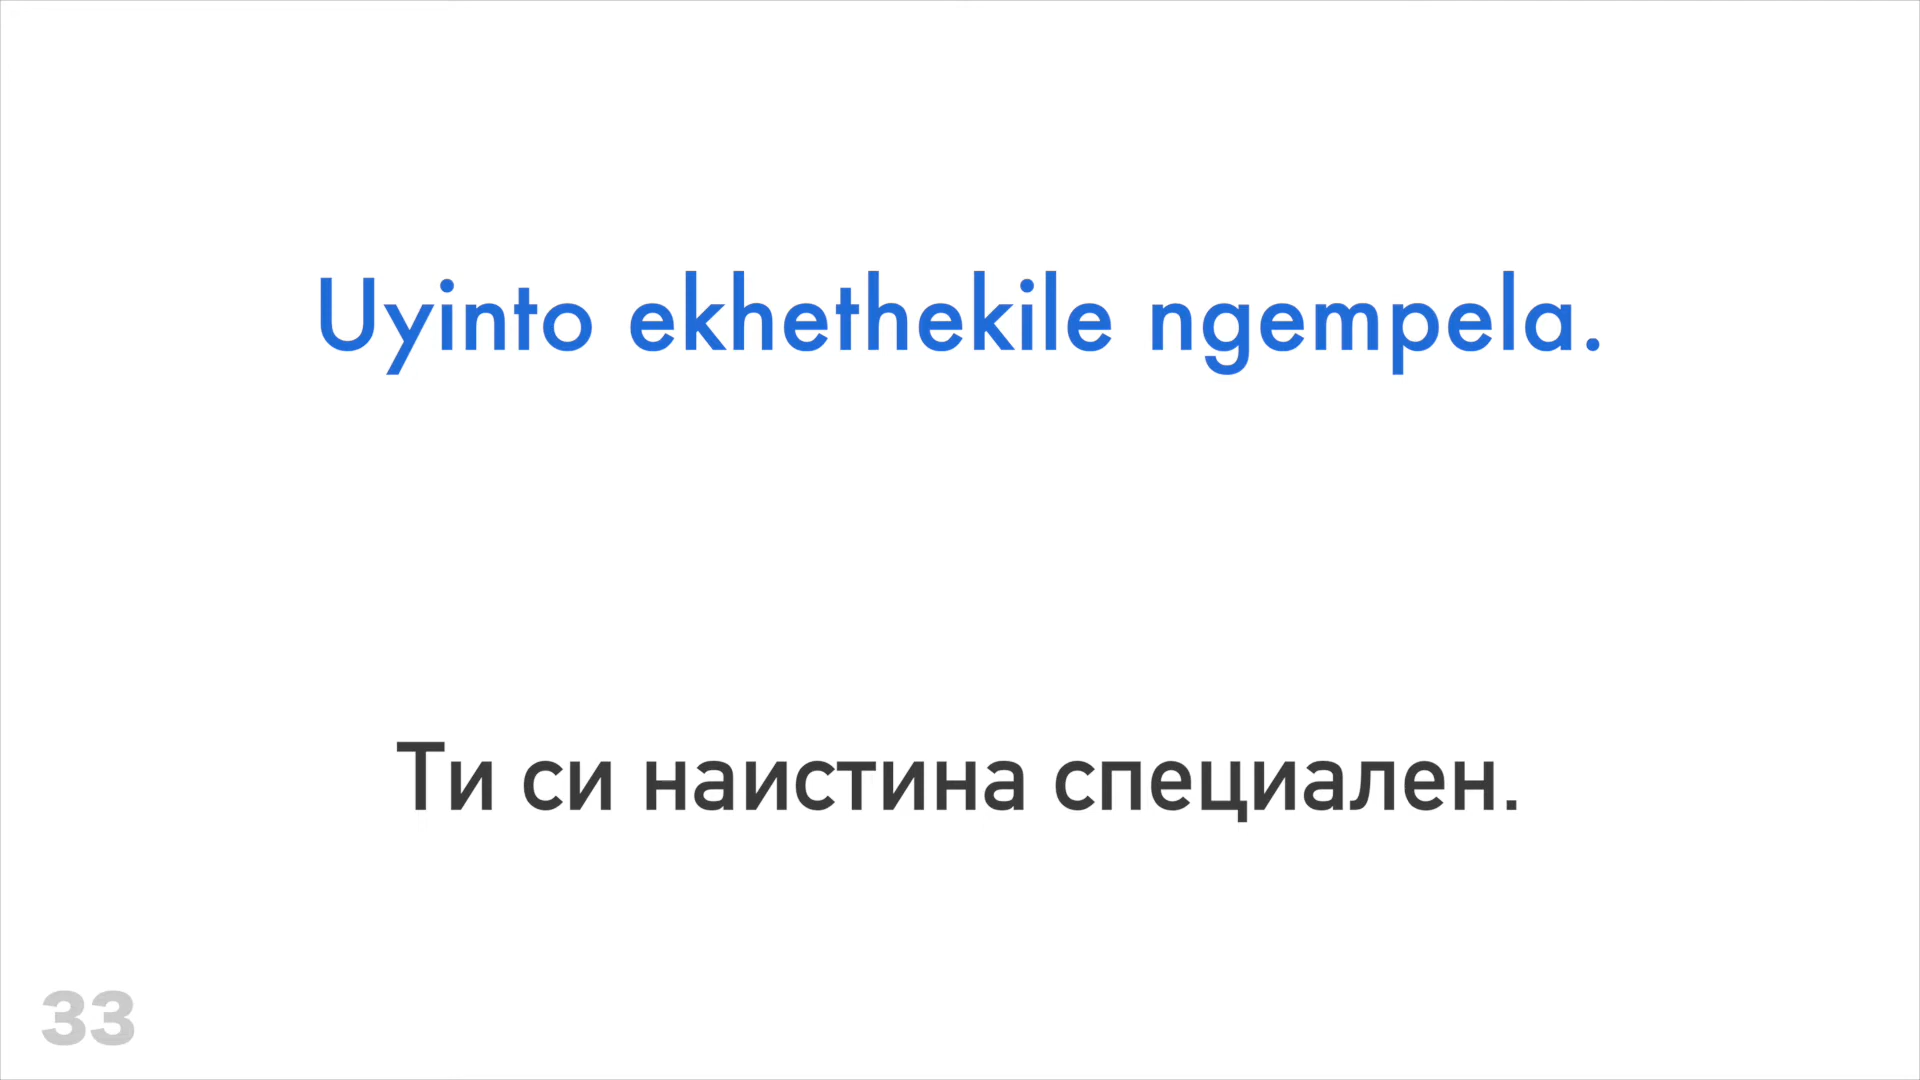 Uyinto ekhethekile ngempela.
Ти си наистина специален.
33